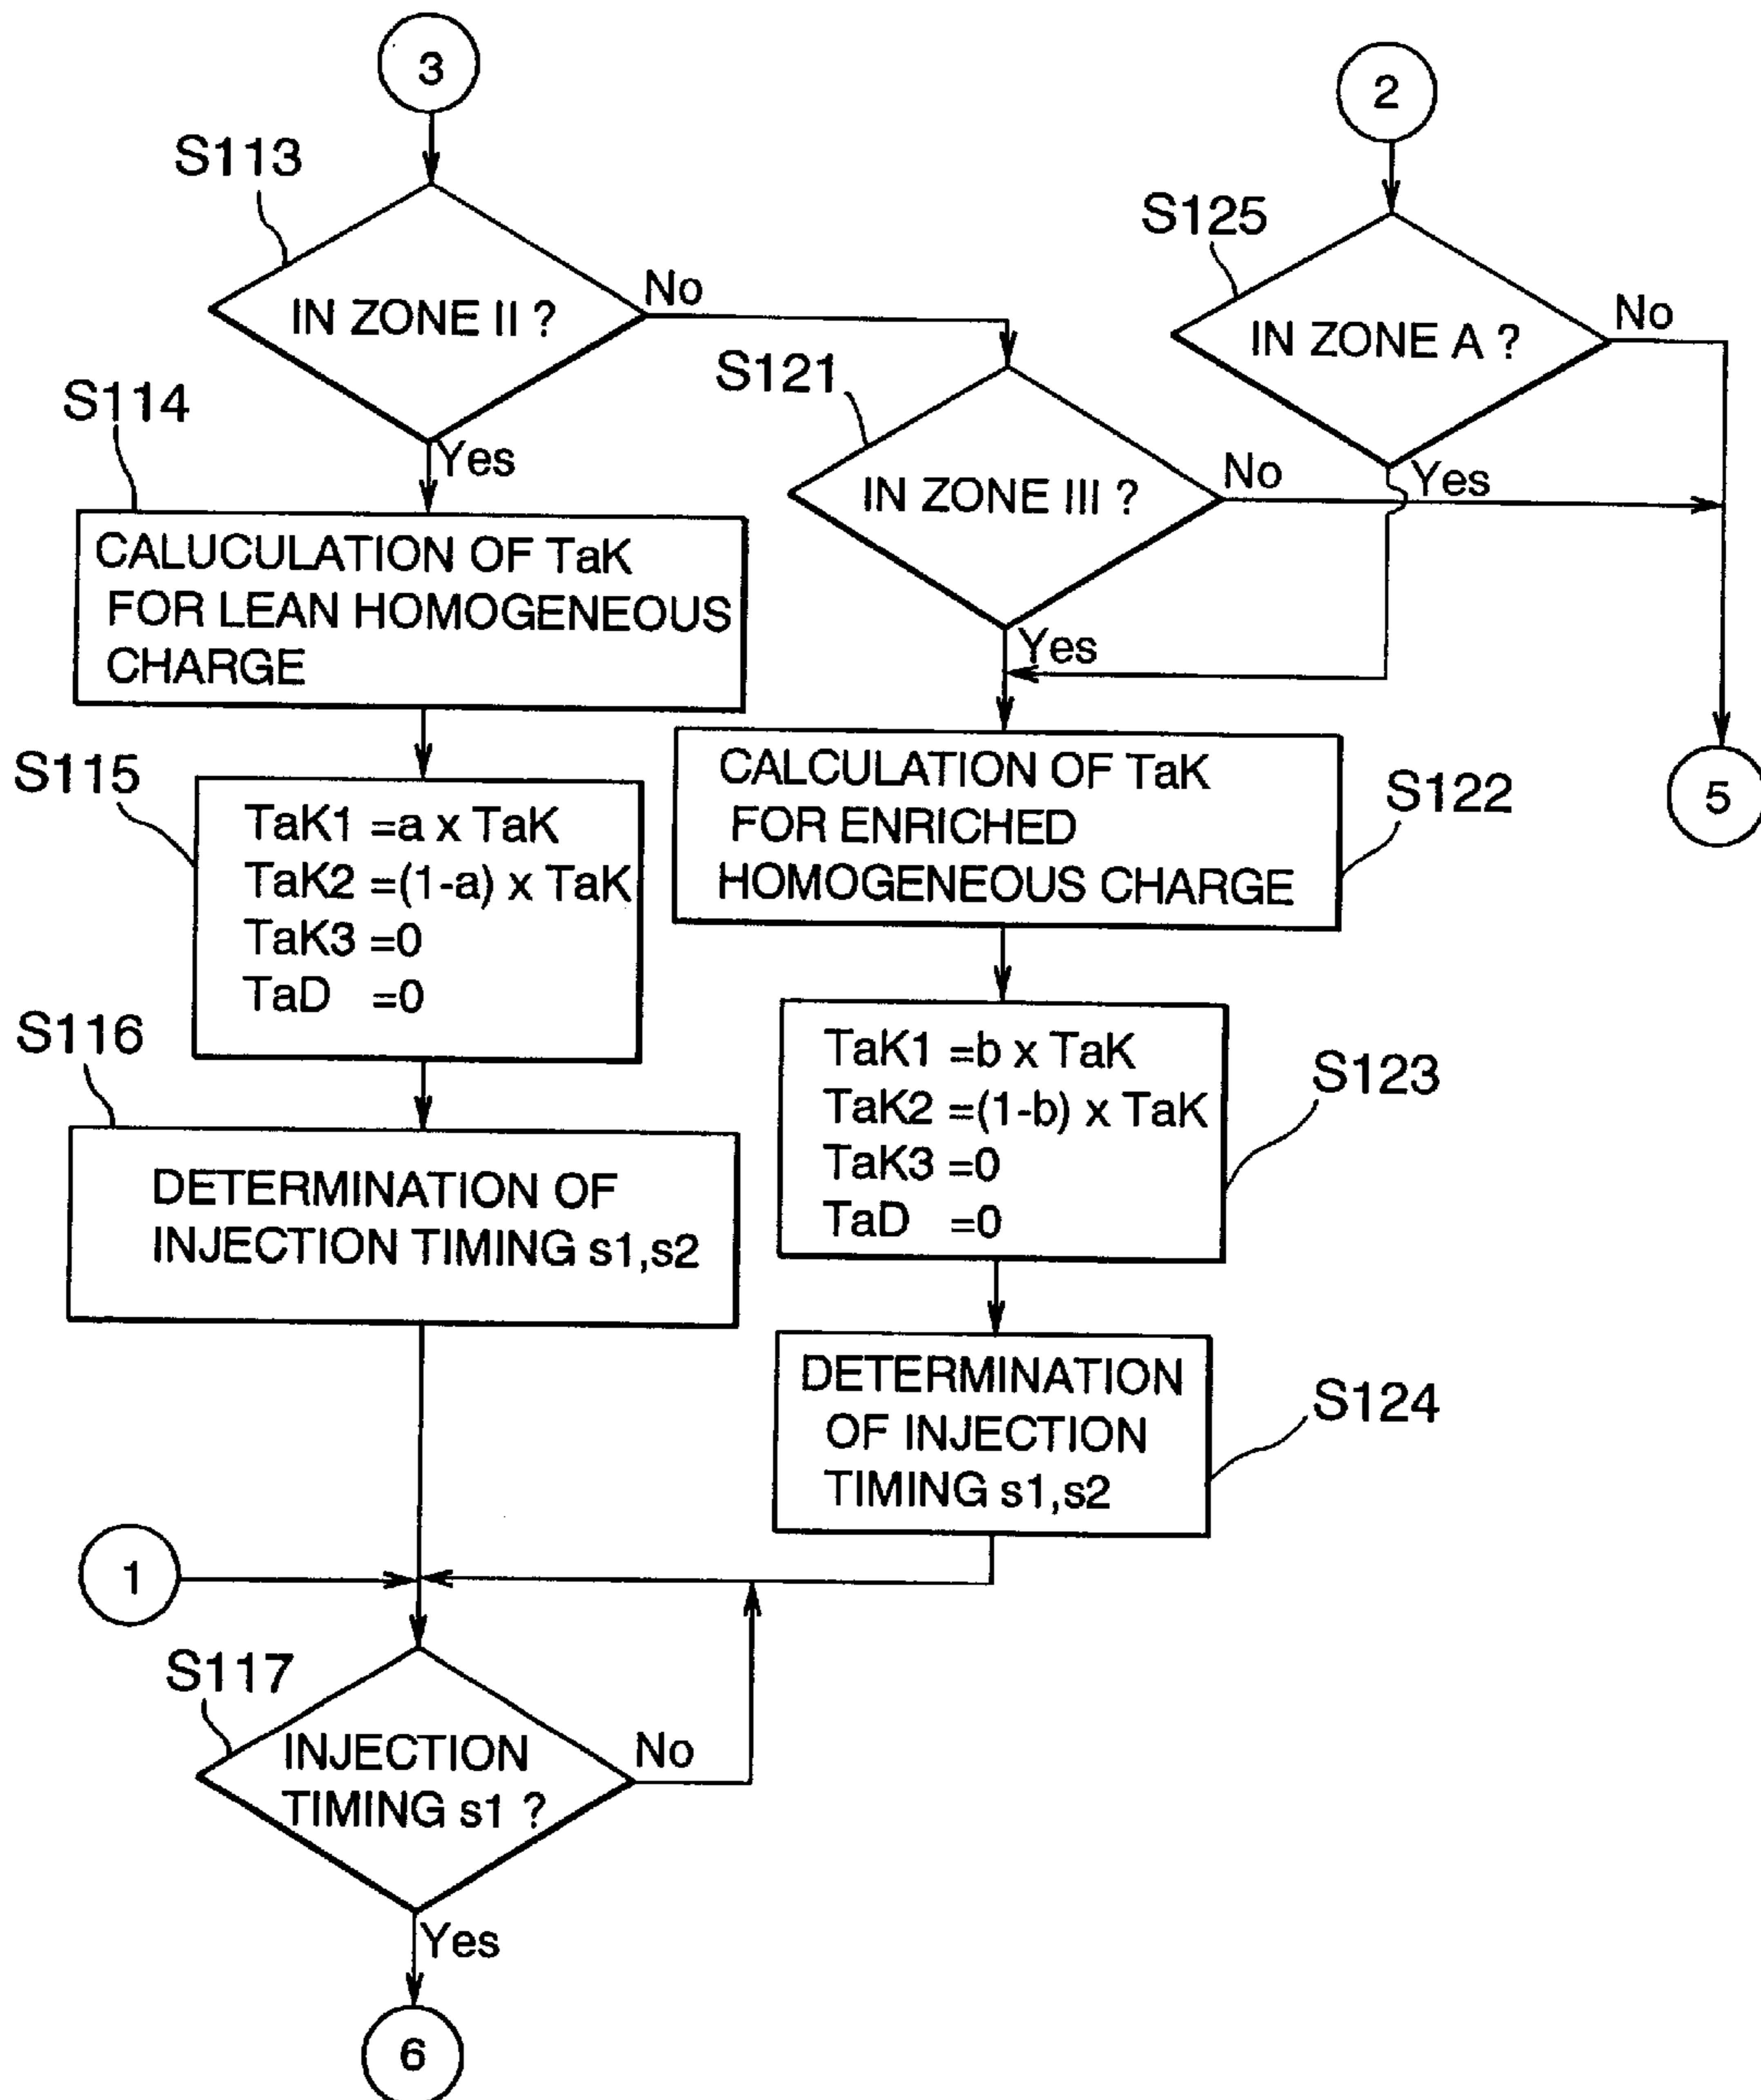 3
S113
IN ZONE II ?
No
Yes
S114
CALUCULATION OF TaK
FOR LEAN HOMOGENEOUS
CHARGE
S115
TaK1 =a x TaK
TaK2 =(1-a) x TaK
TaK3 =0
TaD =0
S116
DETERMINATION OF
INJECTION TIMING s1,s2
2
S125
IN ZONE A ?
No
Yes
S121
IN ZONE III ?
No
Yes
5
CALCULATION OF TaK
FOR ENRICHED
HOMOGENEOUS CHARGE
S122
TaK1 =b x TaK
TaK2 =(1-b) x TaK
TaK3 =0
TaD =0
S123
DETERMINATION
OF INJECTION
TIMING s1,s2
S124
1
S117
INJECTION
TIMING s1 ?
No
Yes
6